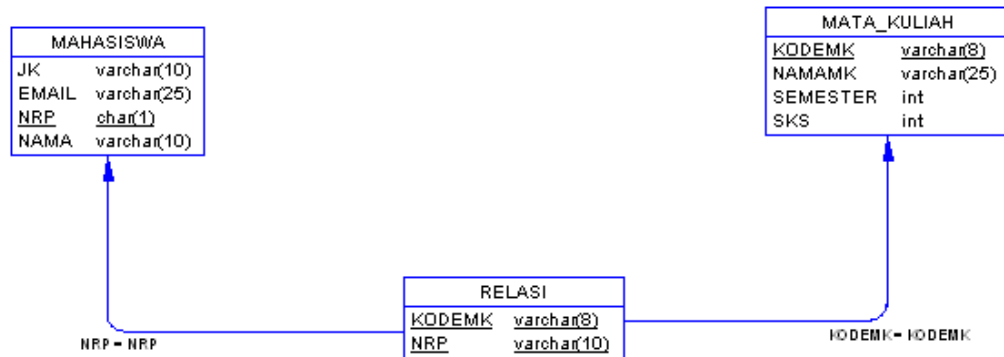 MAHASISWA
JK varchar(10)
EMAIL varchar(25)
NRP char(1)
NAMA varchar(10)
MATA_KULIAH
KODEMK varchar(8)
NAMAMK varchar(25)
SEMESTER int
SKS int
RELASI
KODEMK varchar(8)
NRP varchar(10)
NRP = NRP
KODEMK = KODEMK